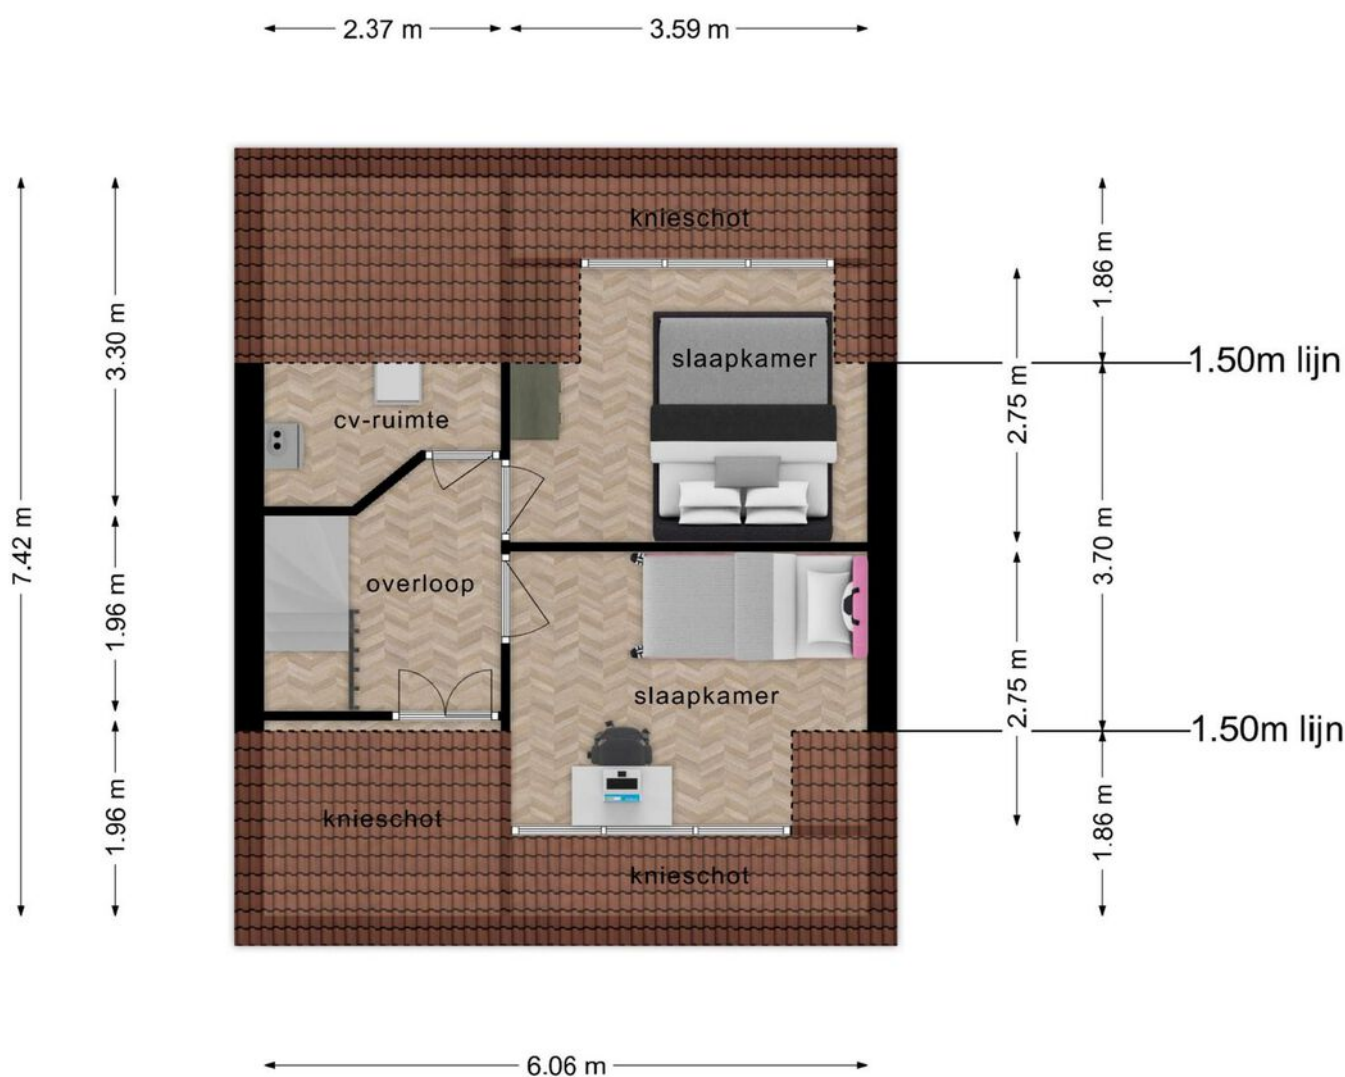 2.37 m
3.59 m
knieschot
1.86 m
3.30 m
slaapkamer
1.50m lijn
2.75 m
cv-ruimte
7.42 m
3.70 m
overloop
1.96 m
slaapkamer
2.75 m
1.50m lijn
knieschot
1.96 m
1.86 m
knieschot
6.06 m